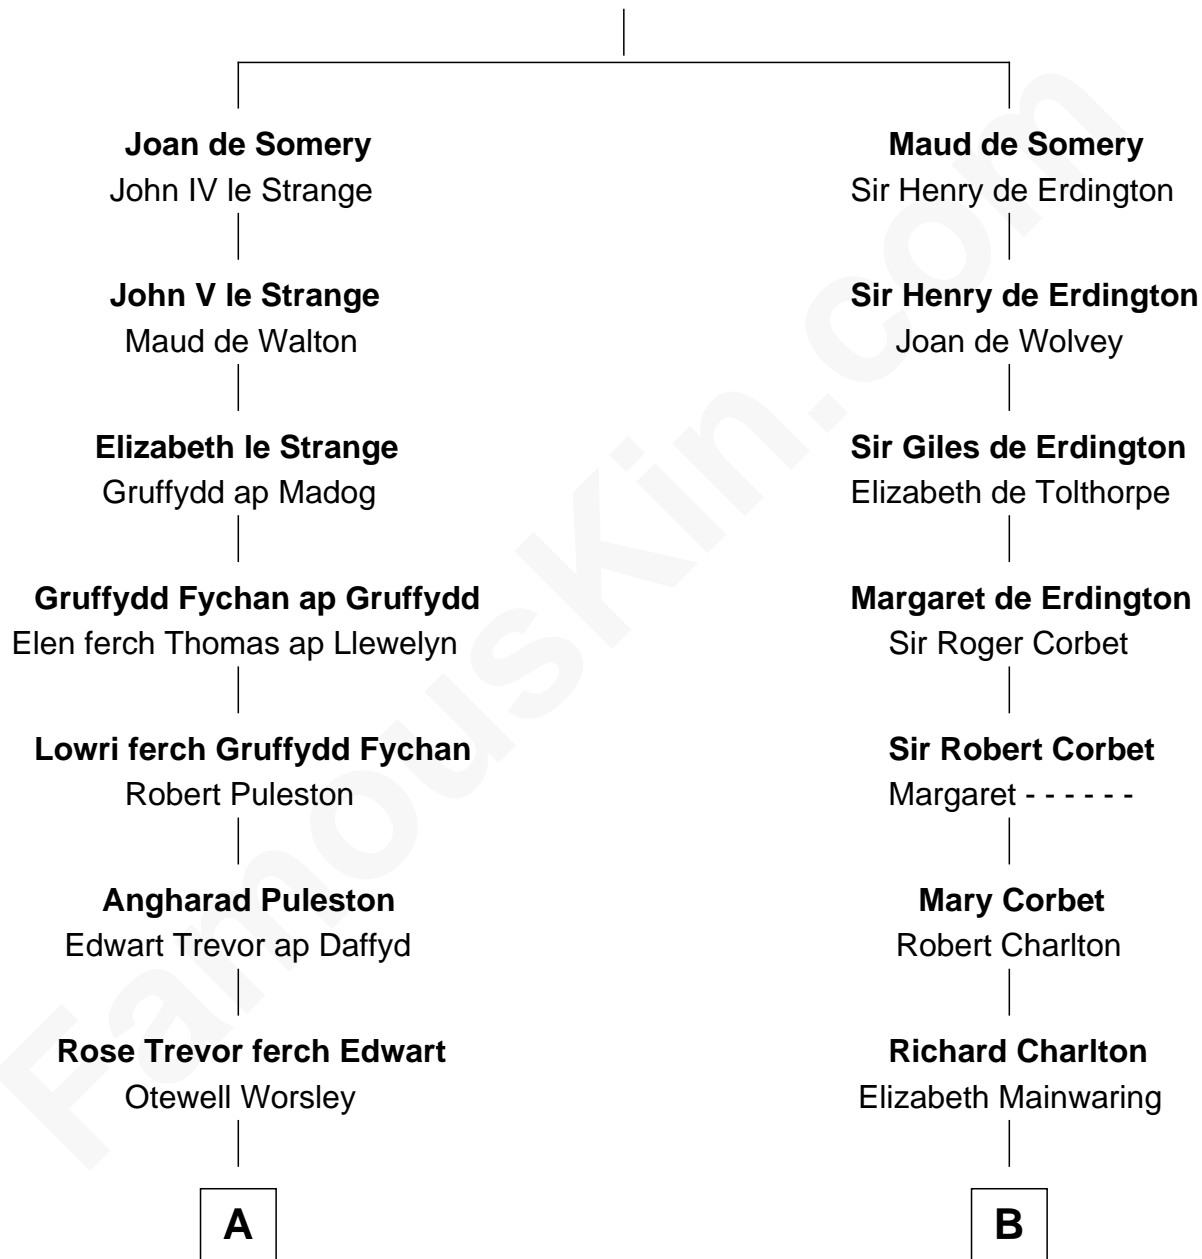 Joan de Somery
John IV le Strange
John V le Strange
Maud de Walton
Elizabeth le Strange
Gruffydd ap Madog
Gruffydd Fychan ap Gruffydd
Elen ferch Thomas ap Llewelyn
Lowri ferch Gruffydd Fychan
Robert Puleston
Angharad Puleston
Edwart Trevor ap Daffyd
Rose Trevor ferch Edwart
Otewell Worsley
A
Maud de Somery
Sir Henry de Erdington
Sir Henry de Erdington
Joan de Wolvey
Sir Giles de Erdington
Elizabeth de Tolthorpe
Margaret de Erdington
Sir Roger Corbet
Sir Robert Corbet
Margaret - - - - - -
Mary Corbet
Robert Charlton
Richard Charlton
Elizabeth Mainwaring
B
FamousKin.com